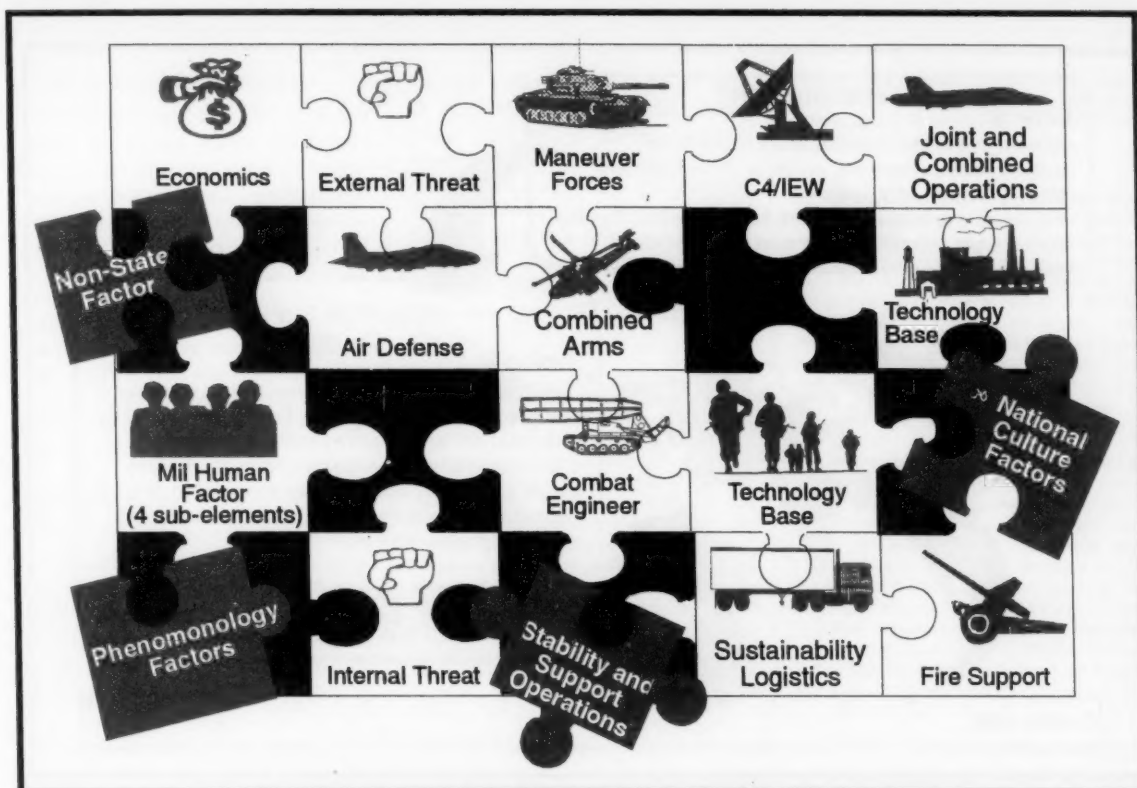 $
Economics
External Threat
Maneuver
Forces
C4/IEW
Joint and
Combined
Operations
Non-State
Factor
Air Defense
Combined
Arms
Technology
Base
Mil Human
Factor
(4 sub-elements)
Combat
Engineer
Technology
Base
National
Culture
Factors
Phenomonology
Factors
Internal Threat
Stability and
Support
Operations
Sustainability
Logistics
Fire Support